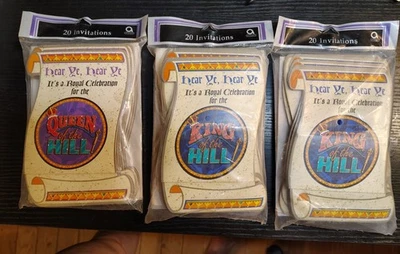 20 Invitations
Hear Ye, Hear Ye
It's a Royal Celebration
for the
QUEEN
of the
HILL
20 Invitations
Hear Ye, Hear Ye
It's a Royal Celebration
for the
KING
of the
HILL
20 Invitations
Hear Ye, Hear Ye
It's a Royal Celebration
for the
KING
of the
HILL